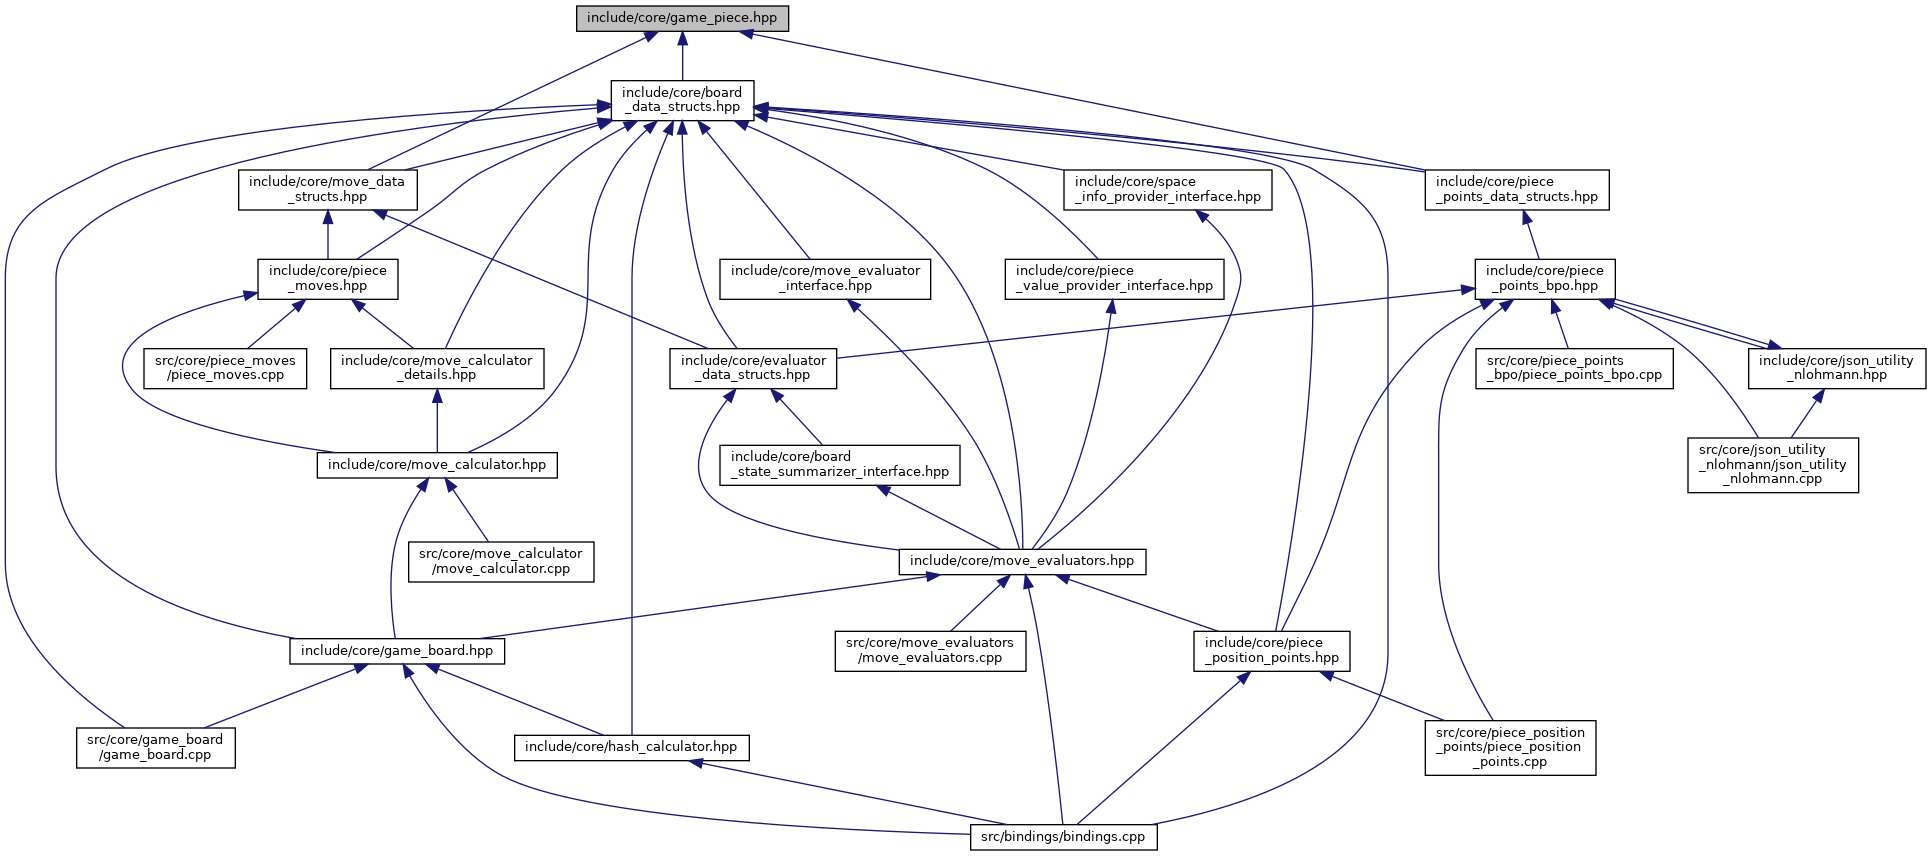 include/core/game_piece.hpp
include/core/board
_data_structs.hpp
include/core/move_data
_structs.hpp
include/core/space
_info_provider_interface.hpp
include/core/piece
_points_data_structs.hpp
include/core/piece
_moves.hpp
include/core/move_evaluator
_interface.hpp
include/core/piece
_value_provider_interface.hpp
include/core/piece
_points_bpo.hpp
src/core/piece_moves
/piece_moves.cpp
include/core/move_calculator
_details.hpp
include/core/evaluator
_data_structs.hpp
src/core/piece_points
_bpo/piece_points_bpo.cpp
include/core/json_utility
_nlohmann.hpp
include/core/move_calculator.hpp
include/core/board
_state_summarizer_interface.hpp
src/core/json_utility
_nlohmann/json_utility
_nlohmann.cpp
src/core/move_calculator
/move_calculator.cpp
include/core/move_evaluators.hpp
include/core/game_board.hpp
src/core/move_evaluators
/move_evaluators.cpp
include/core/piece
_position_points.hpp
src/core/game_board
/game_board.cpp
include/core/hash_calculator.hpp
src/core/piece_position
_points/piece_position
_points.cpp
src/bindings/bindings.cpp